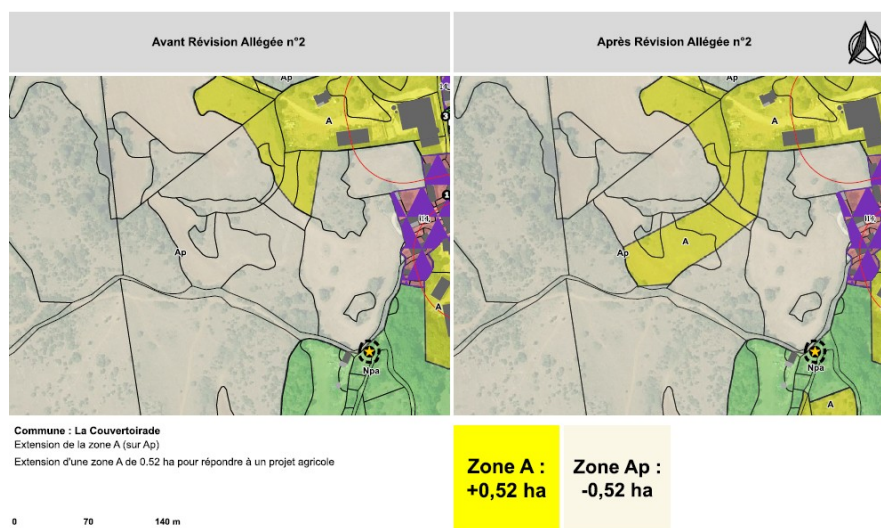 Avant Révision Allégée n°2
Après Révision Allégée n°2
Ap
A
3
1
Ap
A
Npa
Ap
A
A
Ap
Npa
A
Commune : La Couvertoirade
Extension de la zone A (sur Ap)
Extension d'une zone A de 0.52 ha pour répondre à un projet agricole
Zone A :
+0,52 ha
Zone Ap :
-0,52 ha
0 70 140 m